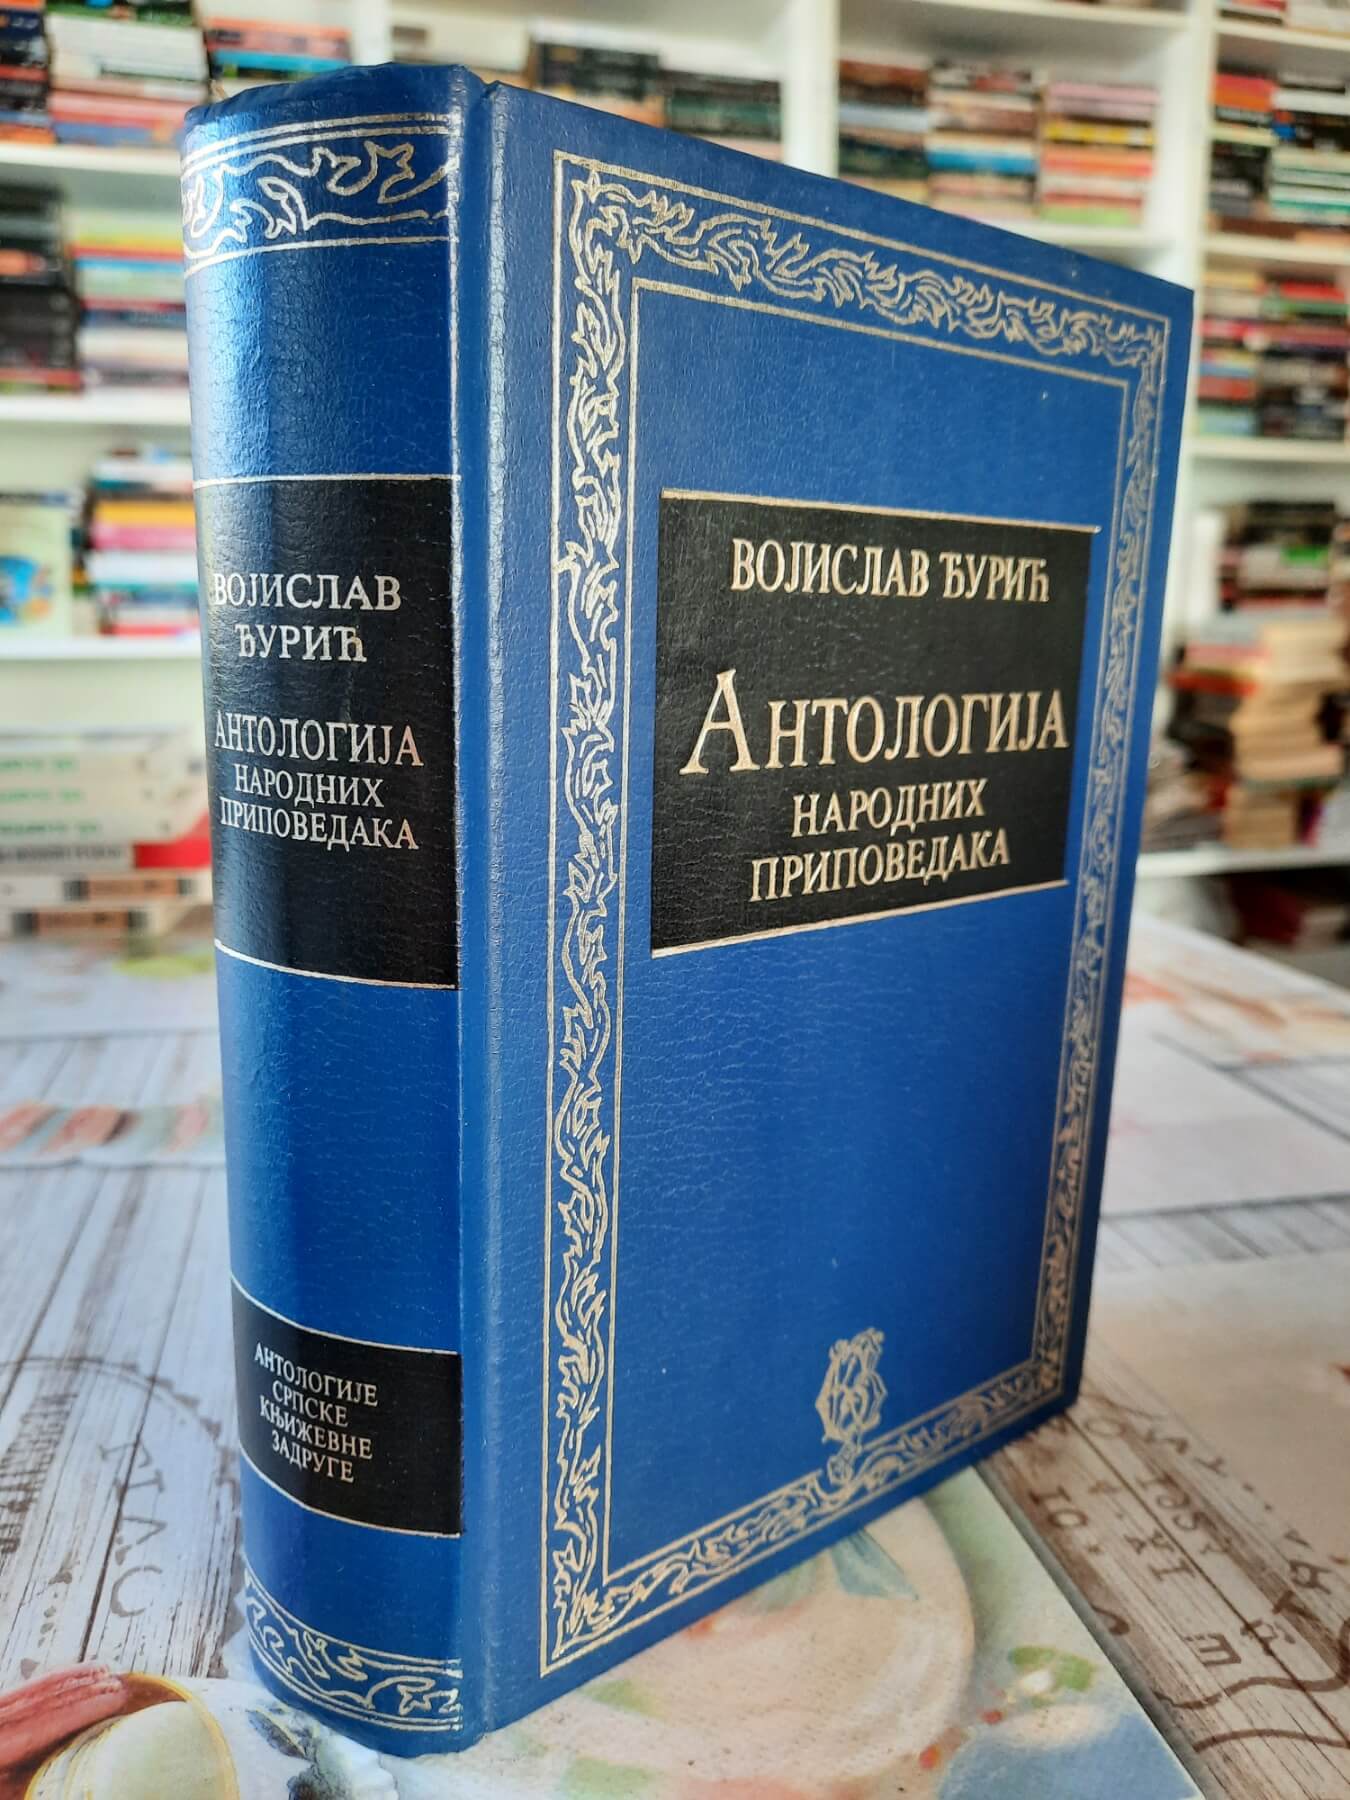 ВОЈИСЛАВ
ЂУРИЋ
АНТОЛОГИЈА
НАРОДНИХ
ПРИПОВЕДАКА
АНТОЛОГИЈЕ
СРПСКЕ
КЊИЖЕВНЕ
ЗАДРУГЕ
ВОЈИСЛАВ ЂУРИЋ
АНТОЛОГИЈА
НАРОДНИХ
ПРИПОВЕДАКА